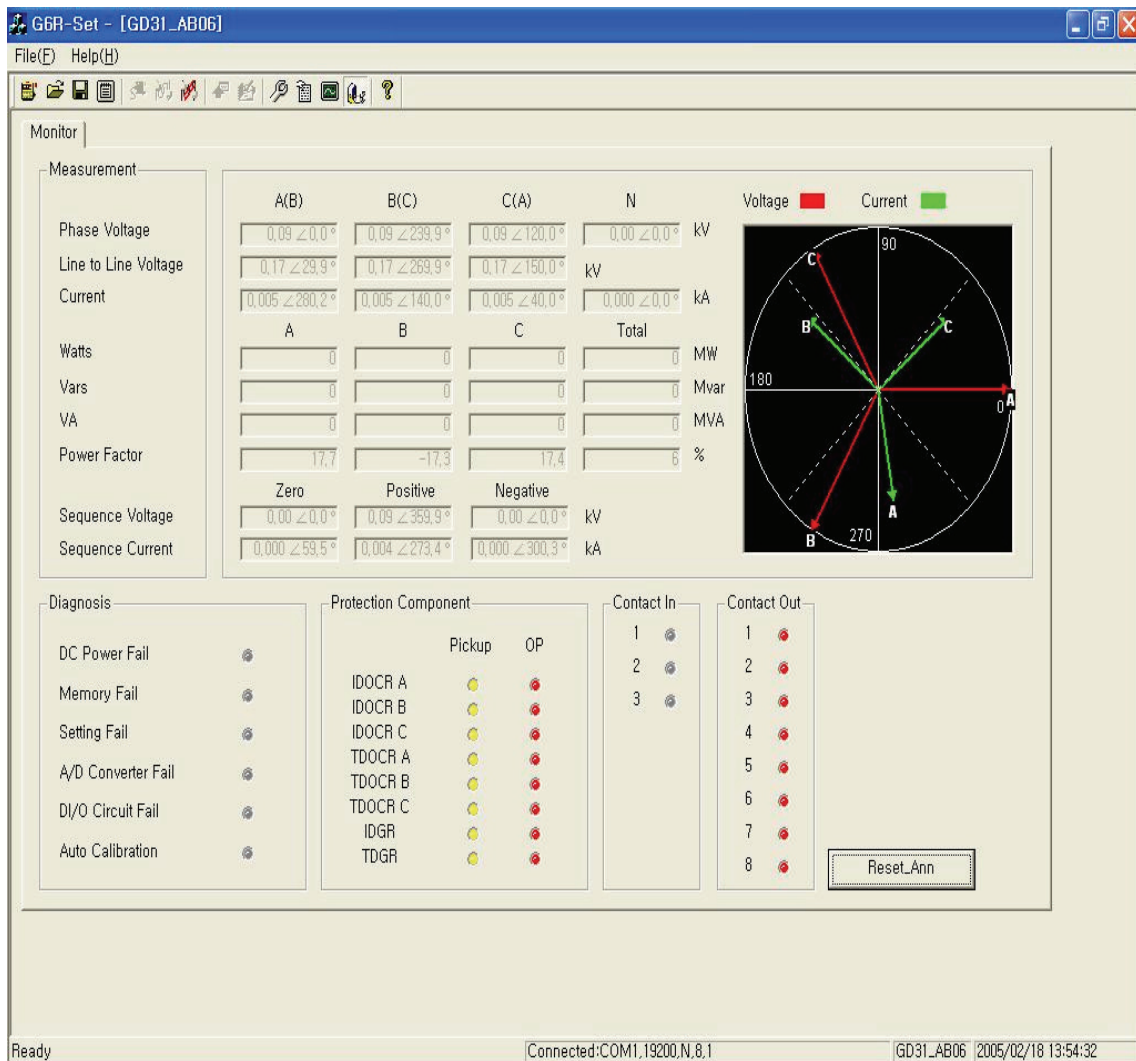 G6R-Set - [GD31_AB06]
File(F) Help(H)
Monitor
Measurement
A(B) B(C) C(A) N
Phase Voltage 0,09 ∠0,0° 0,09 ∠239,9° 0,09 ∠120,0° 0,00 ∠0,0° kV
Line to Line Voltage 0,17 ∠29,9° 0,17 ∠269,9° 0,17 ∠150,0° kV
Current 0,005 ∠280,2° 0,005 ∠140,0° 0,005 ∠40,0° 0,000 ∠0,0° kA
A B C Total
Watts 0 0 0 0 MW
Vars 0 0 0 0 Mvar
VA 0 0 0 0 MVA
Power Factor 17,7 -17,3 17,4 6 %
Zero Positive Negative
Sequence Voltage 0,00 ∠0,0° 0,09 ∠359,9° 0,00 ∠0,0° kV
Sequence Current 0,000 ∠59,5° 0,004 ∠273,4° 0,000 ∠300,3° kA
Voltage Current
90
C
B C
180
0 A
A
B 270
Diagnosis
DC Power Fail
Memory Fail
Setting Fail
A/D Converter Fail
DI/O Circuit Fail
Auto Calibration
Protection Component
Pickup OP
IDOCR A
IDOCR B
IDOCR C
TDOCR A
TDOCR B
TDOCR C
IDGR
TDGR
Contact In
1
2
3
Contact Out
1
2
3
4
5
6
7
8
Reset_Ann
Ready Connected:COM1,19200,N,8,1 GD31_AB06 2005/02/18 13:54:32